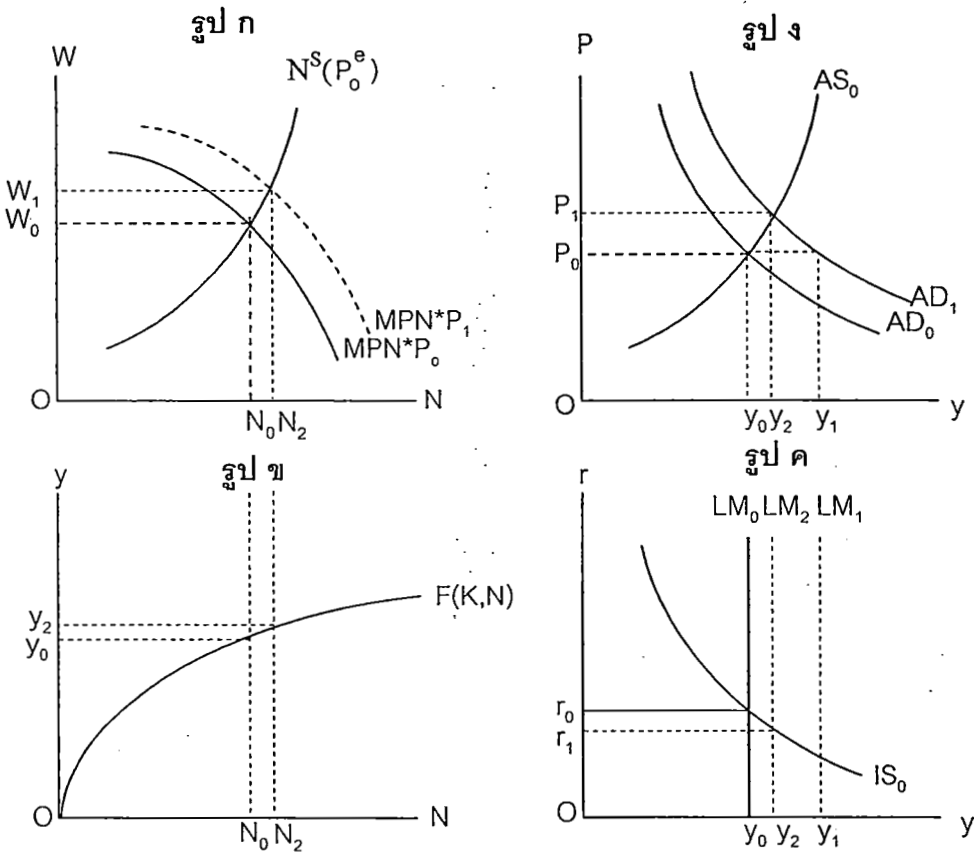 รูป ก
W
N^S(P_o^e)
W_1
W_0
MPN*P_1
MPN*P_o
O
N
N_0 N_2
รูป ง
P
AS_0
P_1
P_0
AD_1
AD_0
O
y_0 y_2 y_1
y
รูป ข
y
F(K,N)
y_2
y_0
O
N_0 N_2
N
รูป ค
r
LM_0 LM_2 LM_1
r_0
r_1
IS_0
O
y_0 y_2 y_1
y